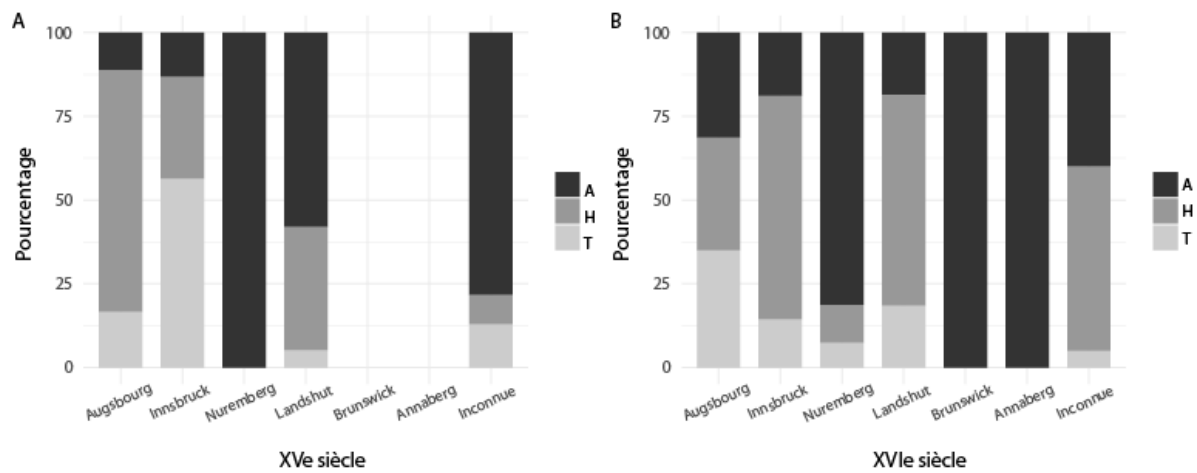 A
100
75
50
25
0
Pourcentage
Augsbourg
Innsbruck
Nuremberg
Landshut
Brunswick
Annaberg
Inconnue
XVe siècle
A
H
T
B
100
75
50
25
0
Pourcentage
Augsbourg
Innsbruck
Nuremberg
Landshut
Brunswick
Annaberg
Inconnue
XVIe siècle
A
H
T